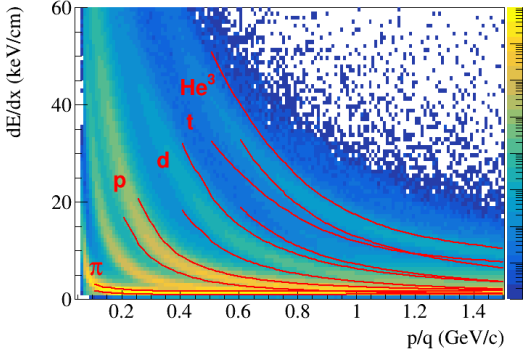 dE/dx (keV/cm)
60
40
20
0
He³
t
d
p
π
0.2 0.4 0.6 0.8 1 1.2 1.4
p/q (GeV/c)